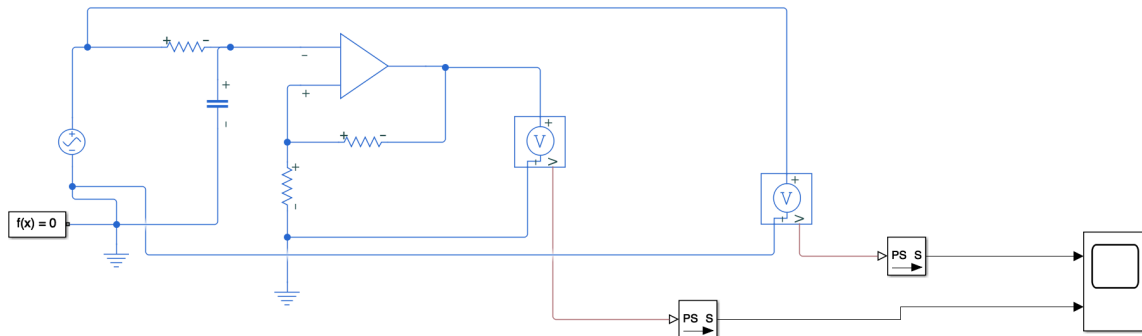 + -
-
+
+
-
+ -
+
-
+
-
+
V
+
V
+
V
+
V
f(x) = 0
PS S
PS S